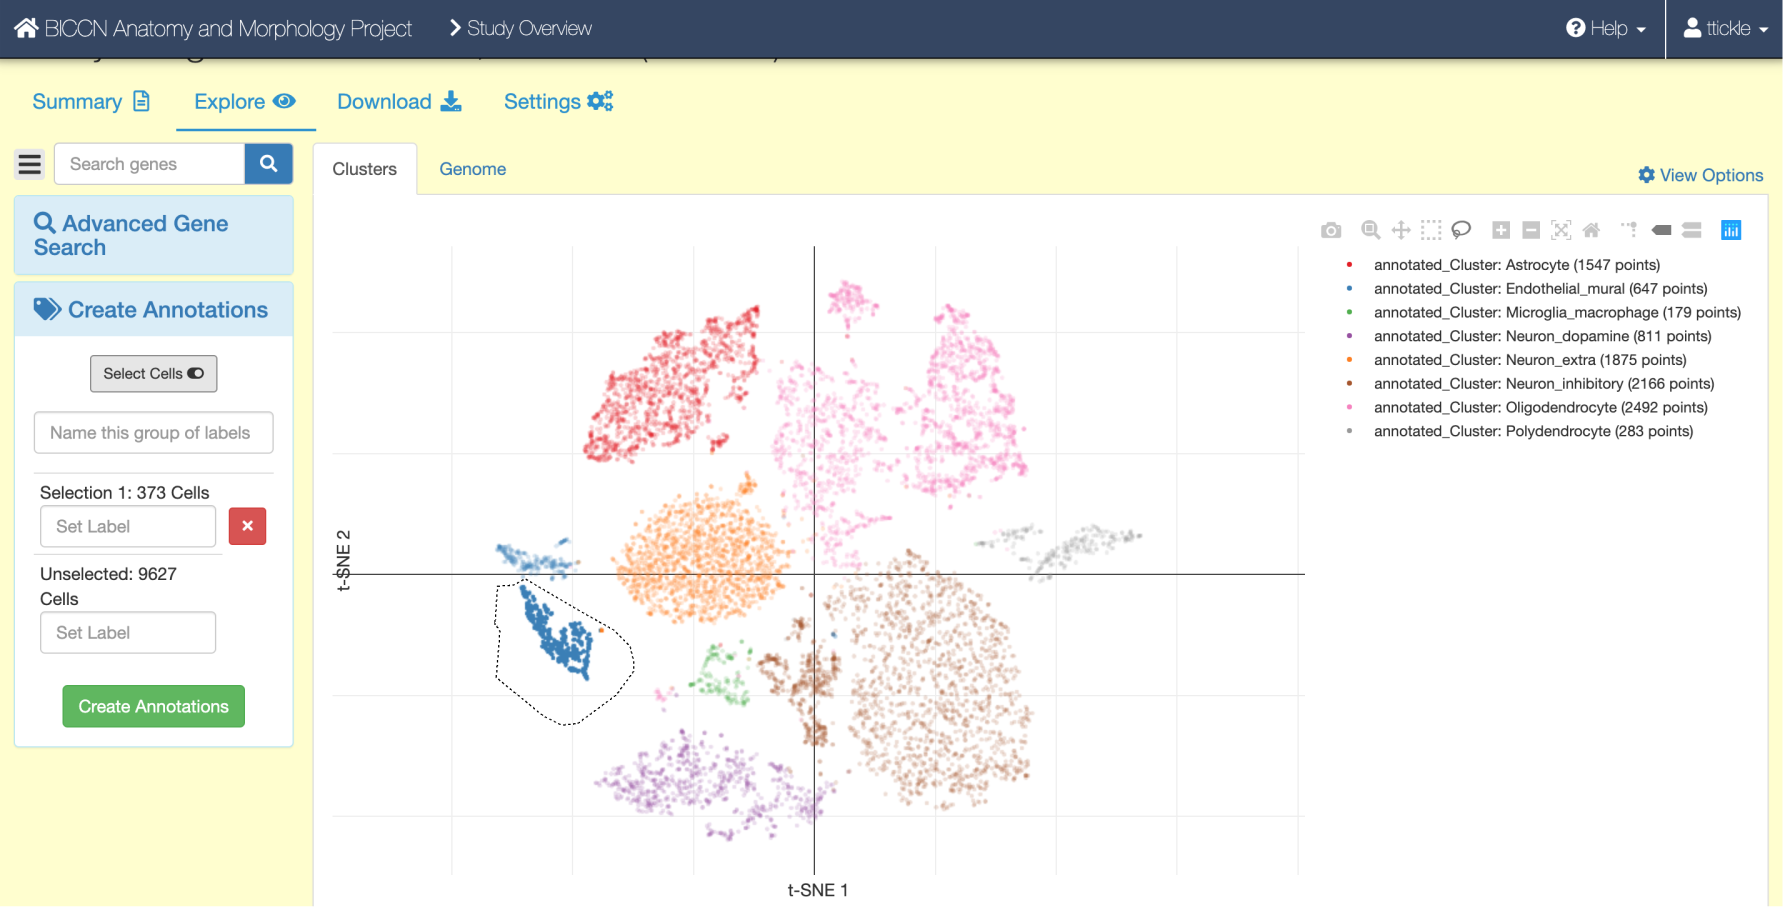 BICCN Anatomy and Morphology Project
Study Overview
Help
ttickle
Summary
Explore
Download
Settings
Search genes
Clusters
Genome
View Options
Advanced Gene
Search
Create Annotations
Select Cells
Name this group of labels
Selection 1: 373 Cells
Set Label
Unselected: 9627
Cells
Set Label
Create Annotations
annotated_Cluster: Astrocyte (1547 points)
annotated_Cluster: Endothelial_mural (647 points)
annotated_Cluster: Microglia_macrophage (179 points)
annotated_Cluster: Neuron_dopamine (811 points)
annotated_Cluster: Neuron_extra (1875 points)
annotated_Cluster: Neuron_inhibitory (2166 points)
annotated_Cluster: Oligodendrocyte (2492 points)
annotated_Cluster: Polydendrocyte (283 points)
t-SNE 2
t-SNE 1